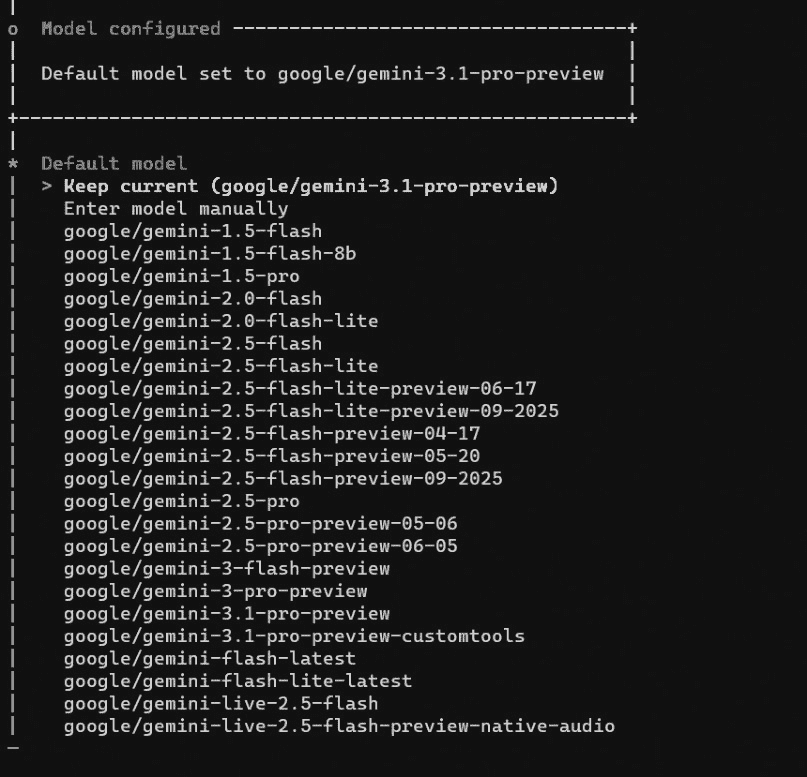 o Model configured
Default model set to google/gemini-3.1-pro-preview
* Default model
> Keep current (google/gemini-3.1-pro-preview)
Enter model manually
google/gemini-1.5-flash
google/gemini-1.5-flash-8b
google/gemini-1.5-pro
google/gemini-2.0-flash
google/gemini-2.0-flash-lite
google/gemini-2.5-flash
google/gemini-2.5-flash-lite
google/gemini-2.5-flash-lite-preview-06-17
google/gemini-2.5-flash-lite-preview-09-2025
google/gemini-2.5-flash-preview-04-17
google/gemini-2.5-flash-preview-05-20
google/gemini-2.5-flash-preview-09-2025
google/gemini-2.5-pro
google/gemini-2.5-pro-preview-05-06
google/gemini-2.5-pro-preview-06-05
google/gemini-3-flash-preview
google/gemini-3-pro-preview
google/gemini-3.1-pro-preview
google/gemini-3.1-pro-preview-customtools
google/gemini-flash-latest
google/gemini-flash-lite-latest
google/gemini-live-2.5-flash
google/gemini-live-2.5-flash-preview-native-audio